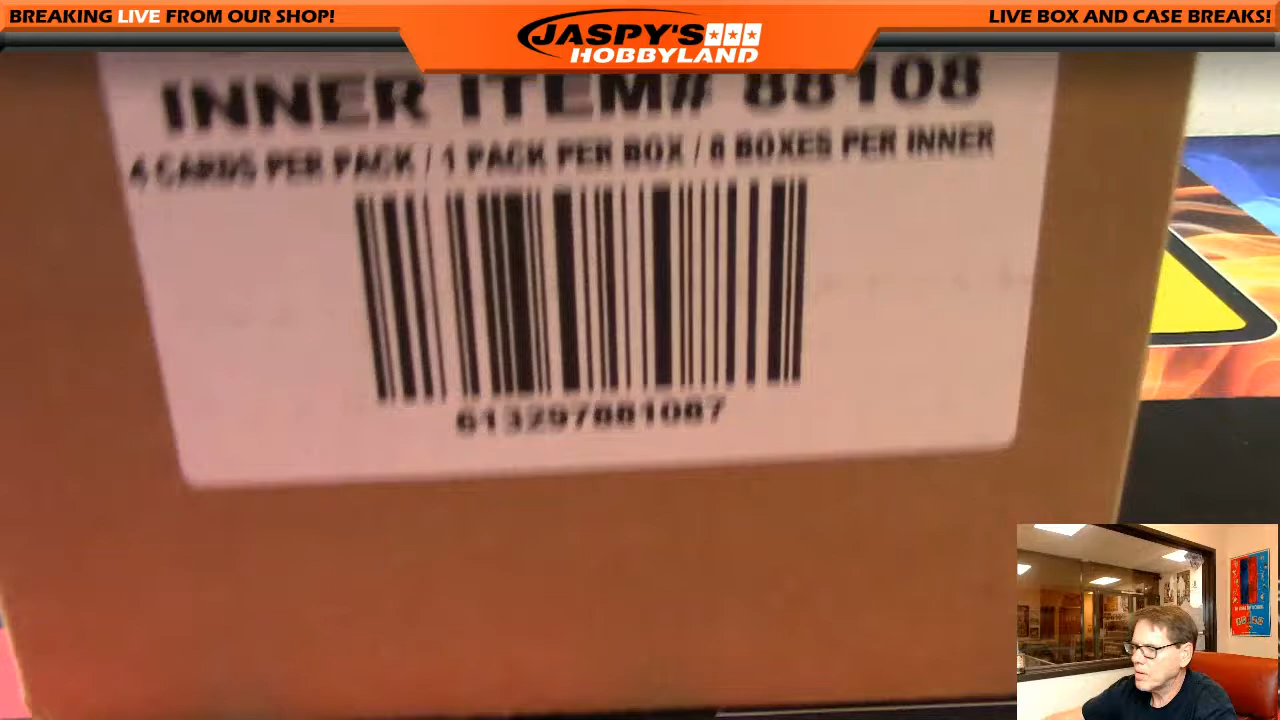 BREAKING LIVE FROM OUR SHOP!
JASPY'S
HOBBYLAND
LIVE BOX AND CASE BREAKS!
INNER ITEM# 88108
4 CARDS PER PACK / 1 PACK PER BOX / 8 BOXES PER INNER
613297881087